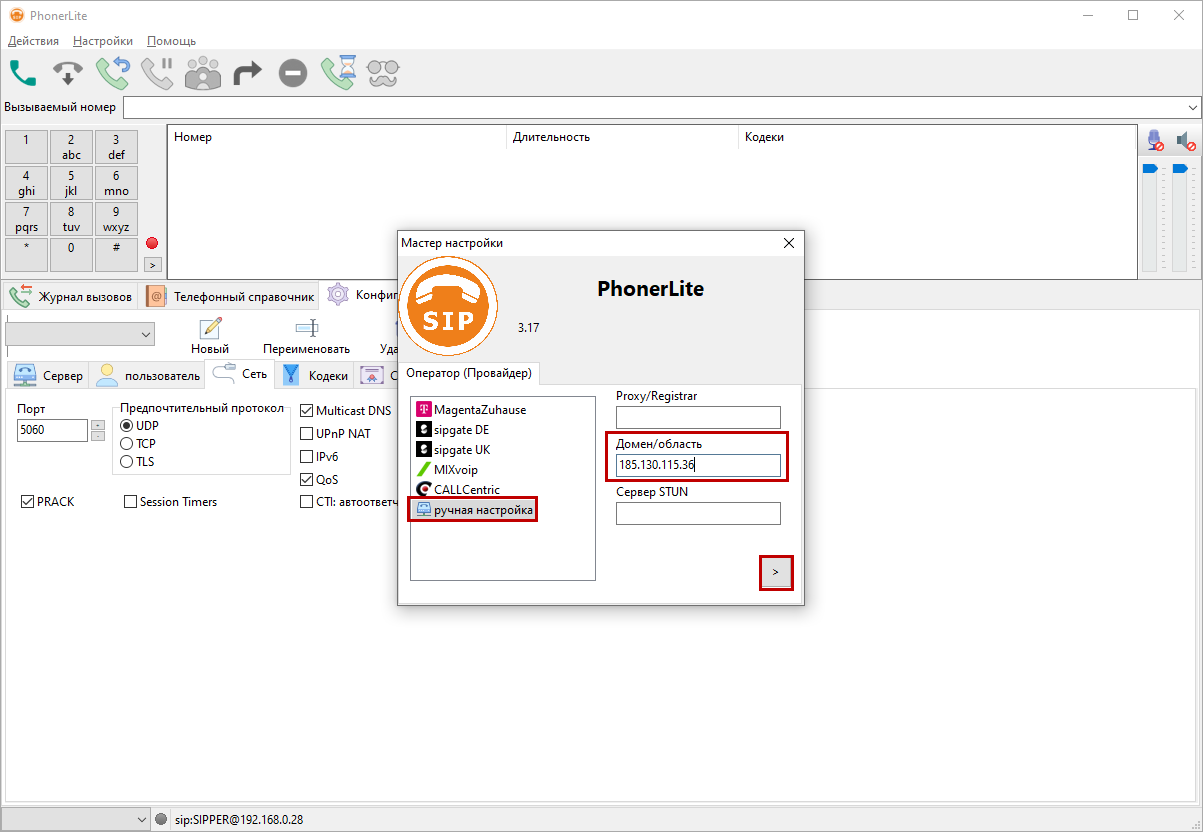 PhonerLite
Действия Настройки Помощь
Вызываемый номер
1 2 3
abc def
4 5 6
ghi jkl mno
7 8 9
pqrs tuv wxyz
* 0 #
>
Номер Длительность Кодеки
Журнал вызовов Телефонный справочник Конфиг
Новый Переименовать Уда
Сервер пользователь Сеть Кодеки С
Порт
5060
Предпочтительный протокол
UDP
TCP
TLS
Multicast DNS
UPnP NAT
IPv6
QoS
CTI: автоответч
PRACK Session Timers
Мастер настройки
SIP
PhonerLite
3.17
Оператор (Провайдер)
MagentaZuhause
sipgate DE
sipgate UK
MIXvoip
CALLCentric
ручная настройка
Proxy/Registrar
Домен/область
185.130.115.36
Сервер STUN
>
sip:SIPPER@192.168.0.28